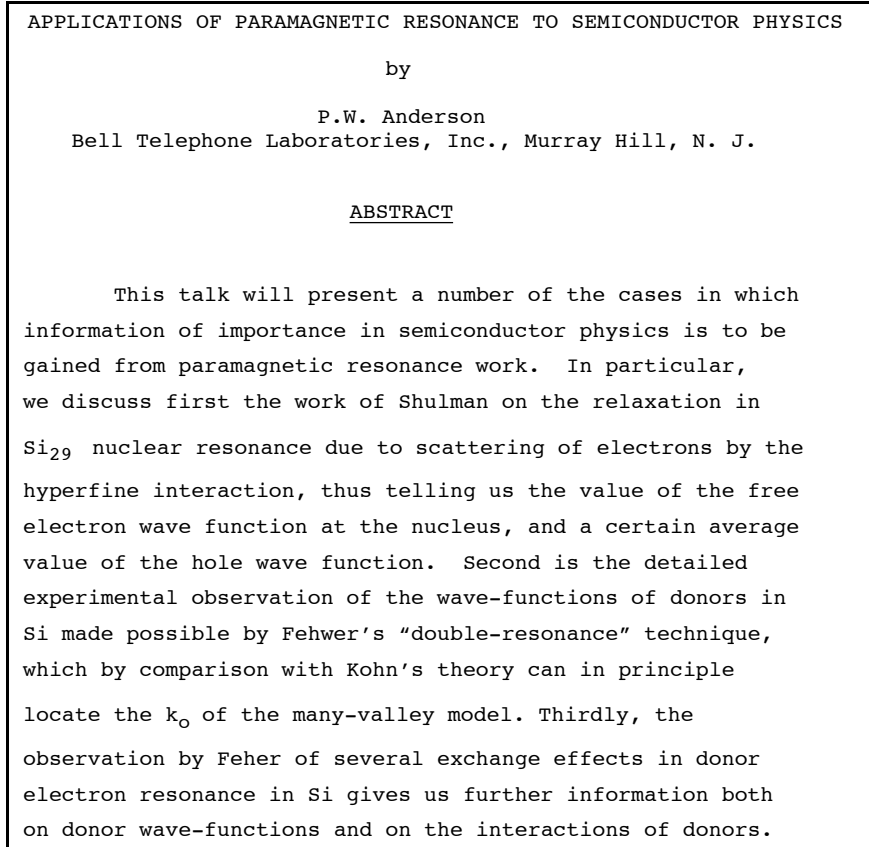 APPLICATIONS OF PARAMAGNETIC RESONANCE TO SEMICONDUCTOR PHYSICS
by
P.W. Anderson
Bell Telephone Laboratories, Inc., Murray Hill, N. J.
ABSTRACT
This talk will present a number of the cases in which
information of importance in semiconductor physics is to be
gained from paramagnetic resonance work. In particular,
we discuss first the work of Shulman on the relaxation in
Si₂₉ nuclear resonance due to scattering of electrons by the
hyperfine interaction, thus telling us the value of the free
electron wave function at the nucleus, and a certain average
value of the hole wave function. Second is the detailed
experimental observation of the wave-functions of donors in
Si made possible by Fehwer’s “double-resonance” technique,
which by comparison with Kohn’s theory can in principle
locate the kₒ of the many-valley model. Thirdly, the
observation by Feher of several exchange effects in donor
electron resonance in Si gives us further information both
on donor wave-functions and on the interactions of donors.